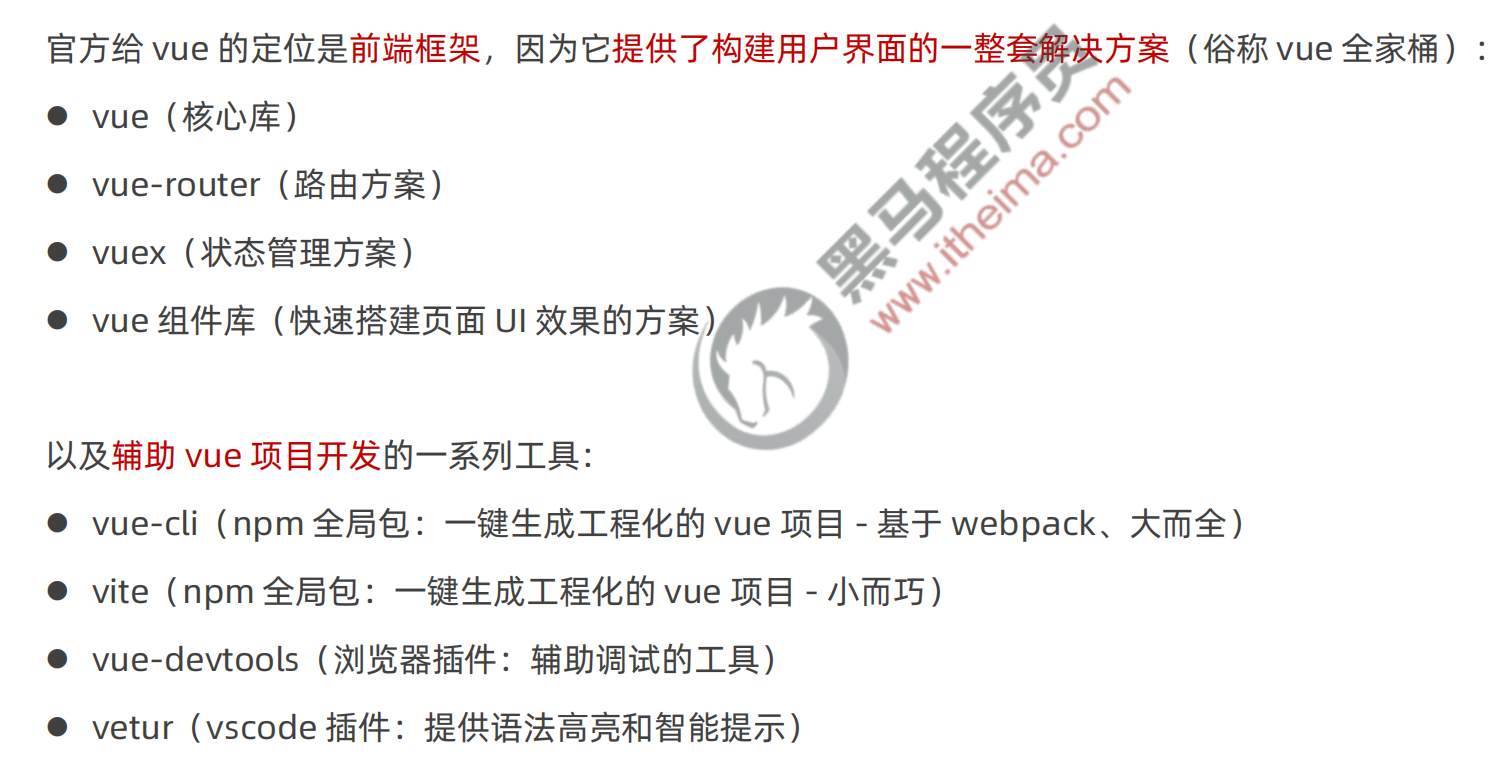 官方给 vue 的定位是前端框架，因为它提供了构建用户界面的一整套解决方案（俗称 vue 全家桶）：
● vue（核心库）
● vue-router（路由方案）
● vuex（状态管理方案）
● vue 组件库（快速搭建页面 UI 效果的方案）
以及辅助 vue 项目开发的一系列工具：
● vue-cli（npm 全局包：一键生成工程化的 vue 项目 - 基于 webpack、大而全）
● vite（npm 全局包：一键生成工程化的 vue 项目 - 小而巧）
● vue-devtools（浏览器插件：辅助调试的工具）
● vetur（vscode 插件：提供语法高亮和智能提示）
黑马程序员
www.itheima.com